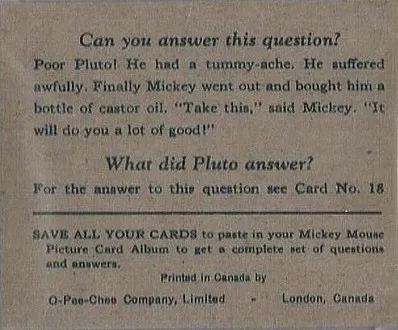 Can you answer this question?
Poor Pluto! He had a tummy-ache. He suffered
awfully. Finally Mickey went out and bought him a
bottle of castor oil. "Take this," said Mickey. "It
will do you a lot of good!"
What did Pluto answer?
For the answer to this question see Card No. 18
SAVE ALL YOUR CARDS to paste in your Mickey Mouse
Picture Card Album to get a complete set of questions
and answers.
Printed in Canada by
O-Pee-Chee Company, Limited - London, Canada